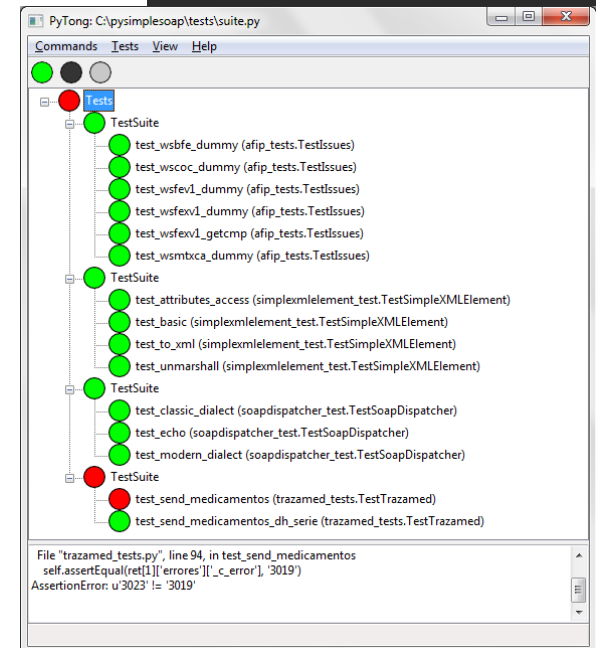 PyTong: C:\pysimplesoap\tests\suite.py
Commands Tests View Help
Tests
TestSuite
test_wsbfe_dummy (afip_tests.TestIssues)
test_wscoc_dummy (afip_tests.TestIssues)
test_wsfev1_dummy (afip_tests.TestIssues)
test_wsfexv1_dummy (afip_tests.TestIssues)
test_wsfexv1_getcmp (afip_tests.TestIssues)
test_wsmtxca_dummy (afip_tests.TestIssues)
TestSuite
test_attributes_access (simplexmlelement_test.TestSimpleXMLElement)
test_basic (simplexmlelement_test.TestSimpleXMLElement)
test_to_xml (simplexmlelement_test.TestSimpleXMLElement)
test_unmarshall (simplexmlelement_test.TestSimpleXMLElement)
TestSuite
test_classic_dialect (soapdispatcher_test.TestSoapDispatcher)
test_echo (soapdispatcher_test.TestSoapDispatcher)
test_modern_dialect (soapdispatcher_test.TestSoapDispatcher)
TestSuite
test_send_medicamentos (trazamed_tests.TestTrazamed)
test_send_medicamentos_dh_serie (trazamed_tests.TestTrazamed)
File "trazamed_tests.py", line 94, in test_send_medicamentos
self.assertEqual(ret[1]['errores']['_c_error'], '3019')
AssertionError: u'3023' != '3019'